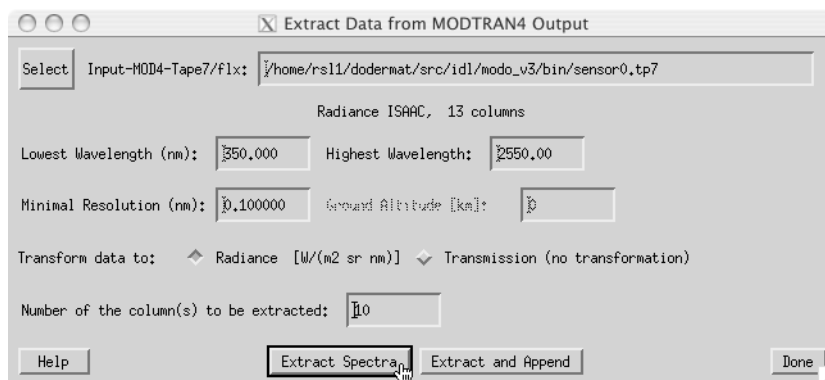 Extract Data from MODTRAN4 Output
Select Input-MOD4-Tape7/flx: /home/rsl1/dodermat/src/idl/modo_v3/bin/sensor0.tp7
Radiance ISAAC, 13 columns
Lowest Wavelength (nm): 350.000 Highest Wavelength: 2550.00
Minimal Resolution (nm): 0.100000 Ground Altitude [km]: 0
Transform data to: Radiance [W/(m2 sr nm)] Transmission (no transformation)
Number of the column(s) to be extracted: 10
Help Extract Spectra Extract and Append Done